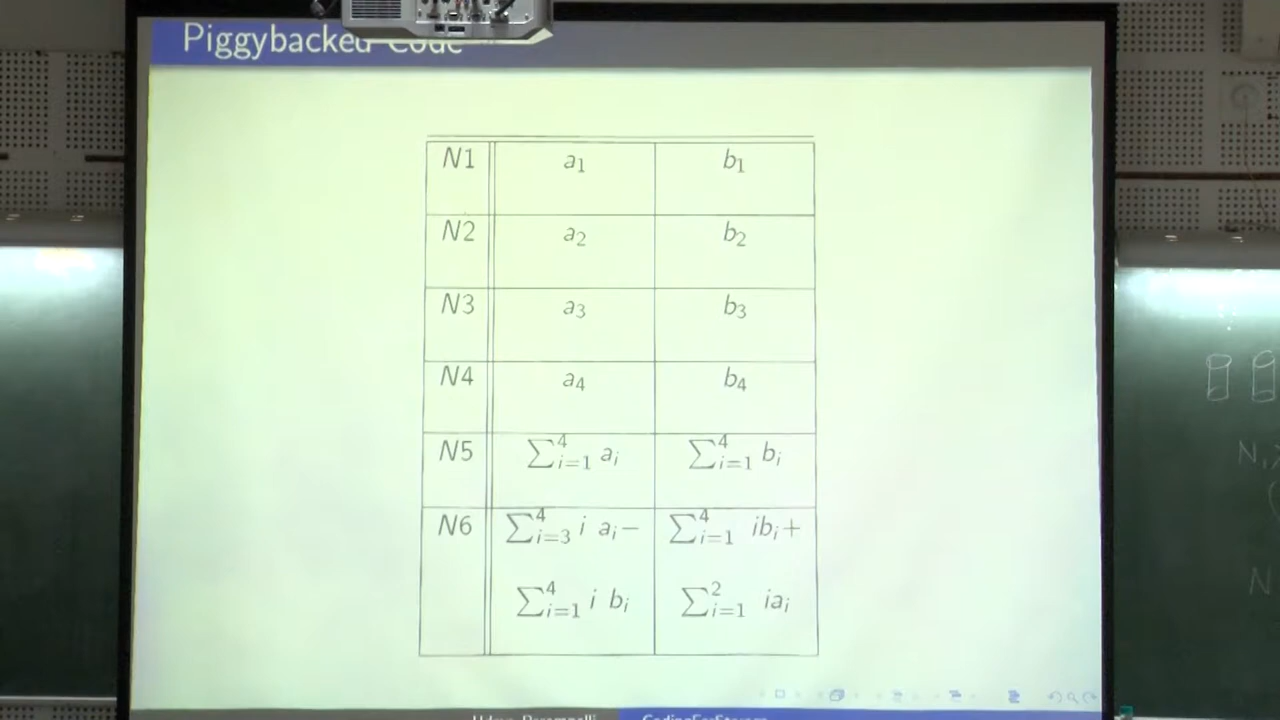 Piggybacked Code
N1 a₁ b₁
N2 a₂ b₂
N3 a₃ b₃
N4 a₄ b₄
N5 ∑⁴ᵢ₌₁ aᵢ ∑⁴ᵢ₌₁ bᵢ
N6 ∑⁴ᵢ₌₃ i aᵢ− ∑⁴ᵢ₌₁ ibᵢ+
∑⁴ᵢ₌₁ i bᵢ ∑²ᵢ₌₁ iaᵢ